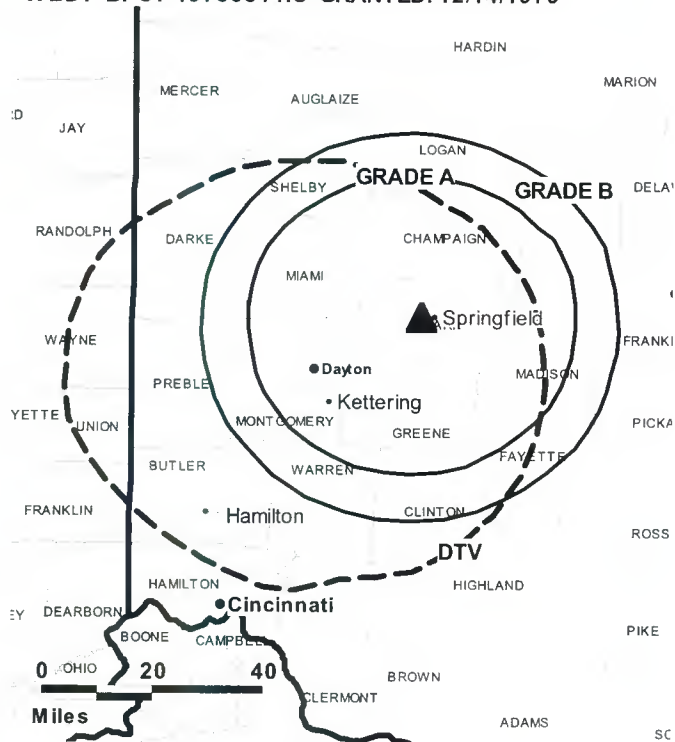 HARDIN
MARION
MERCER
AUGLAIZE
JAY
LOGAN
GRADE A
SHELBY
GRADE B
RANDOLPH
DARKE
CHAMPAIGN
MIAMI
Springfield
WAYNE
Dayton
MADISON
PREBLE
Kettering
UNION
MONTGOMERY
GREENE
BUTLER
WARREN
FAYETTE
FRANKLIN
Hamilton
CLINTON
ROSS
DTV
HAMILTON
HIGHLAND
DEARBORN
Cincinnati
BOONE
CAMPBELL
PIKE
OHIO
0 20 40
BROWN
CLERMONT
Miles
ADAMS